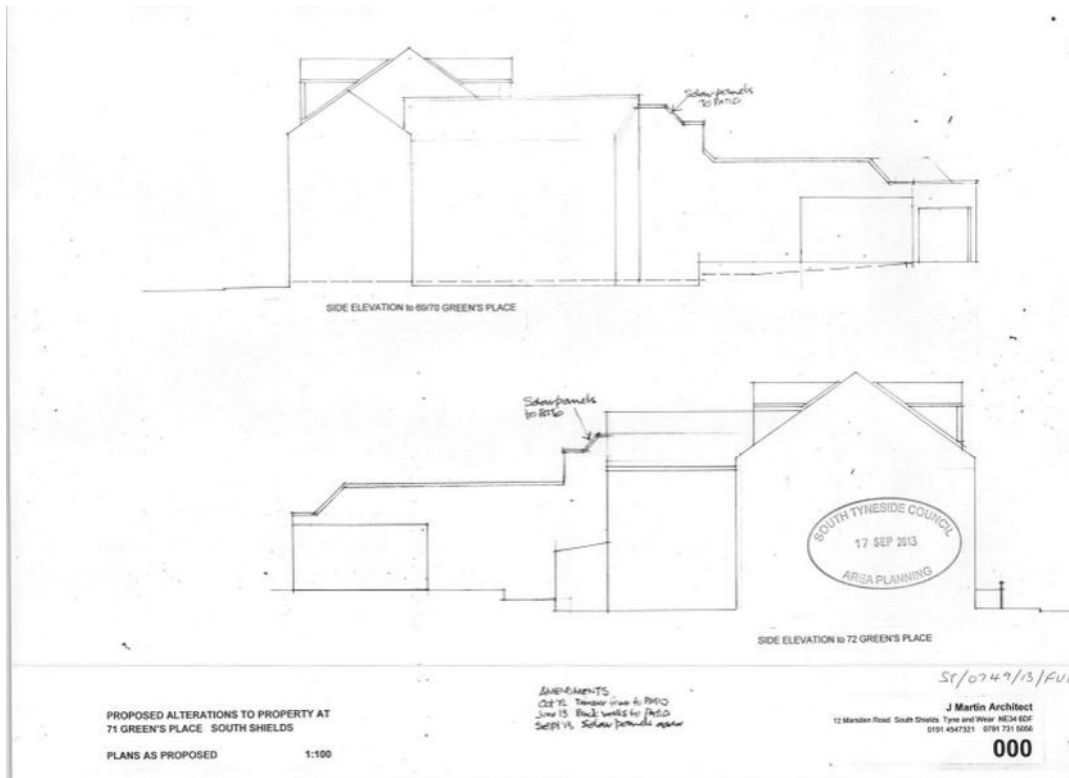 Solar panels
to PATIO
SIDE ELEVATION to 69/70 GREEN'S PLACE
Solar panels
to PATIO
SOUTH TYNESIDE COUNCIL
17 SEP 2013
AREA PLANNING
SIDE ELEVATION to 72 GREEN'S PLACE
ST/0749/13/FUL
PROPOSED ALTERATIONS TO PROPERTY AT
71 GREEN'S PLACE SOUTH SHIELDS
PLANS AS PROPOSED 1:100
AMENDMENTS
Oct 12 to PATIO
June 13 Back walls to PATIO
Sept 13 Solar panels
J Martin Architect
12 Marsden Road South Shields Tyne and Wear NE34 6DF
0191 4547321 0791 731 5056
000